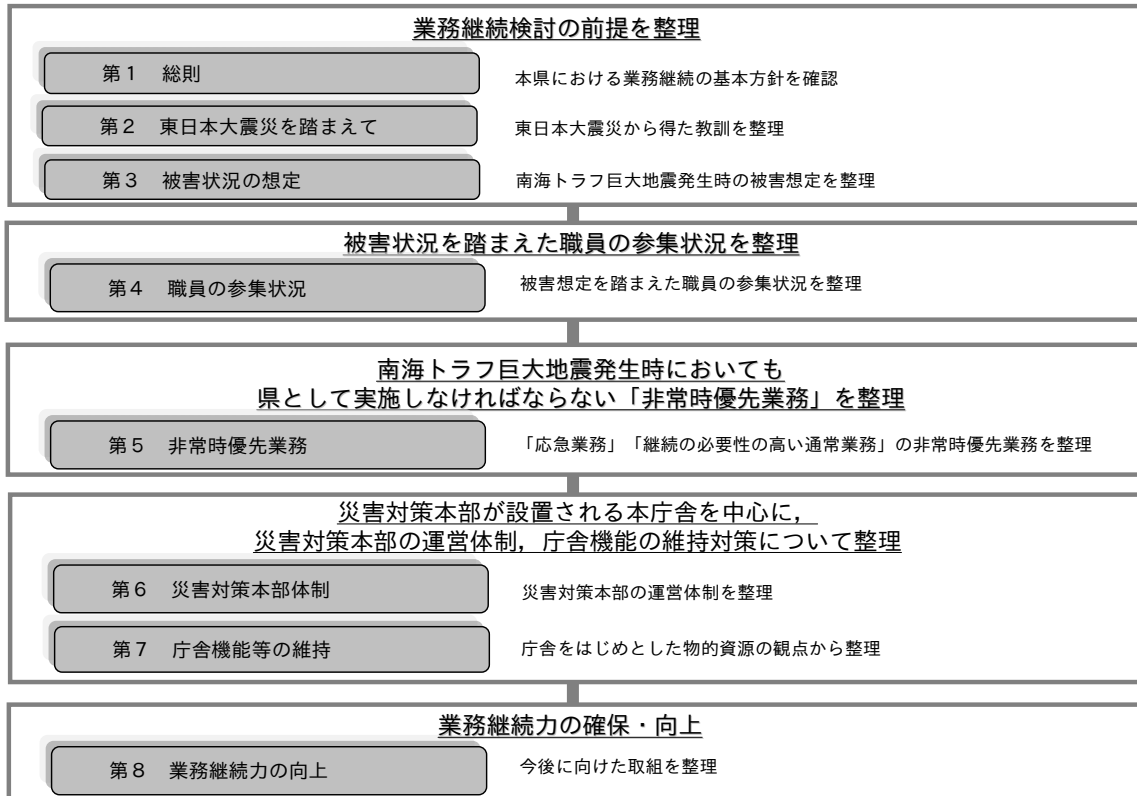 業務継続検討の前提を整理
第１　総則
本県における業務継続の基本方針を確認
第２　東日本大震災を踏まえて
東日本大震災から得た教訓を整理
第３　被害状況の想定
南海トラフ巨大地震発生時の被害想定を整理
被害状況を踏まえた職員の参集状況を整理
第４　職員の参集状況
被害想定を踏まえた職員の参集状況を整理
南海トラフ巨大地震発生時においても
県として実施しなければならない「非常時優先業務」を整理
第５　非常時優先業務
「応急業務」「継続の必要性の高い通常業務」の非常時優先業務を整理
災害対策本部が設置される本庁舎を中心に，
災害対策本部の運営体制，庁舎機能の維持対策について整理
第６　災害対策本部体制
災害対策本部の運営体制を整理
第７　庁舎機能等の維持
庁舎をはじめとした物的資源の観点から整理
業務継続力の確保・向上
第８　業務継続力の向上
今後に向けた取組を整理